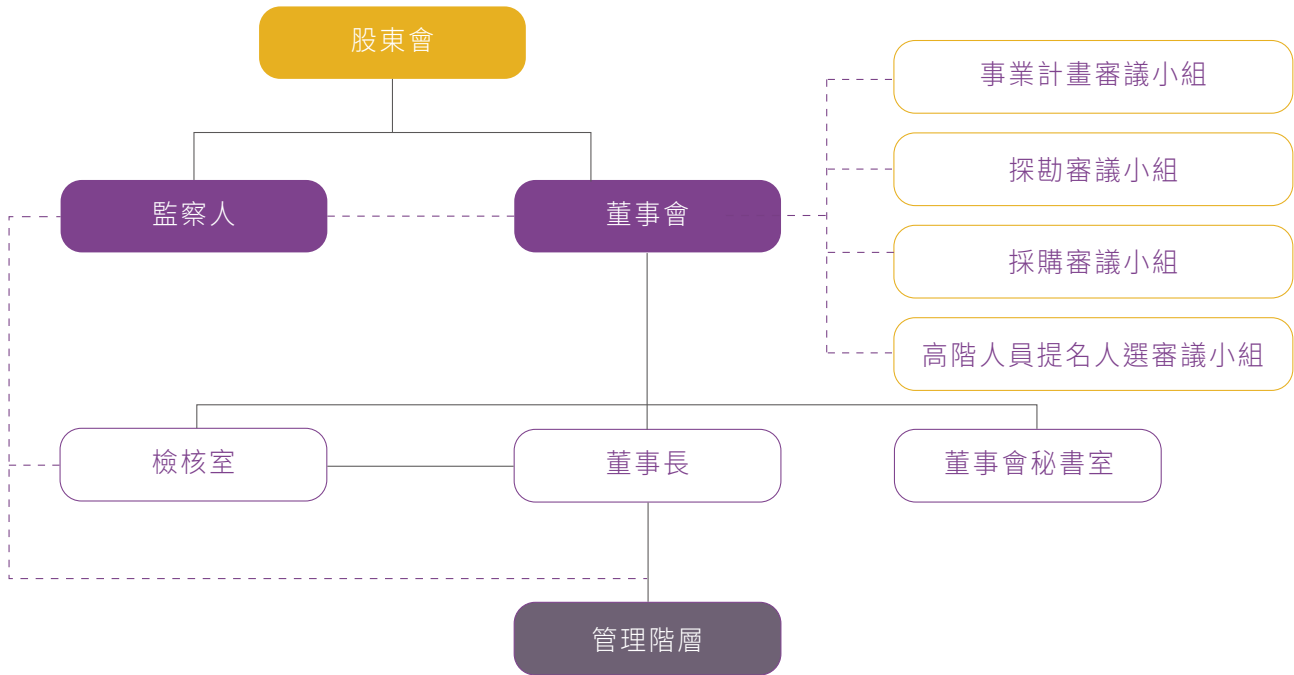 股東會
監察人
董事會
事業計畫審議小組
探勘審議小組
採購審議小組
高階人員提名人選審議小組
檢核室
董事長
董事會秘書室
管理階層